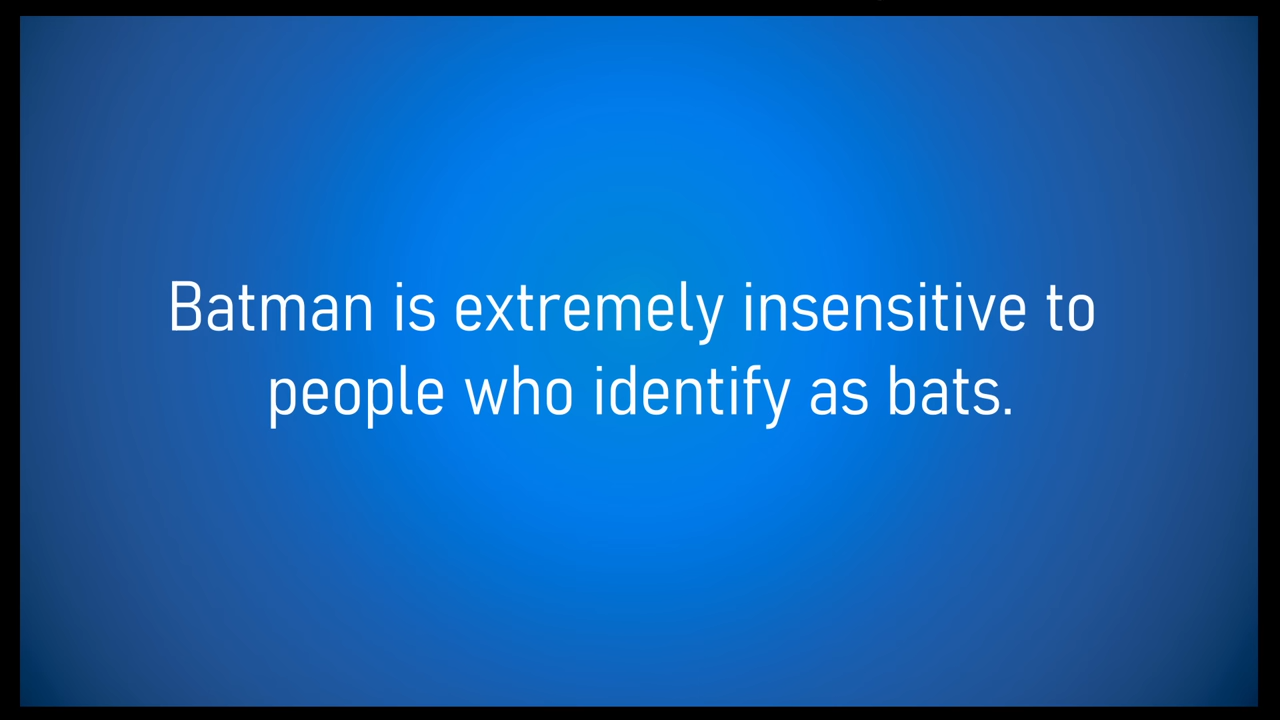 Batman is extremely insensitive to
people who identify as bats.